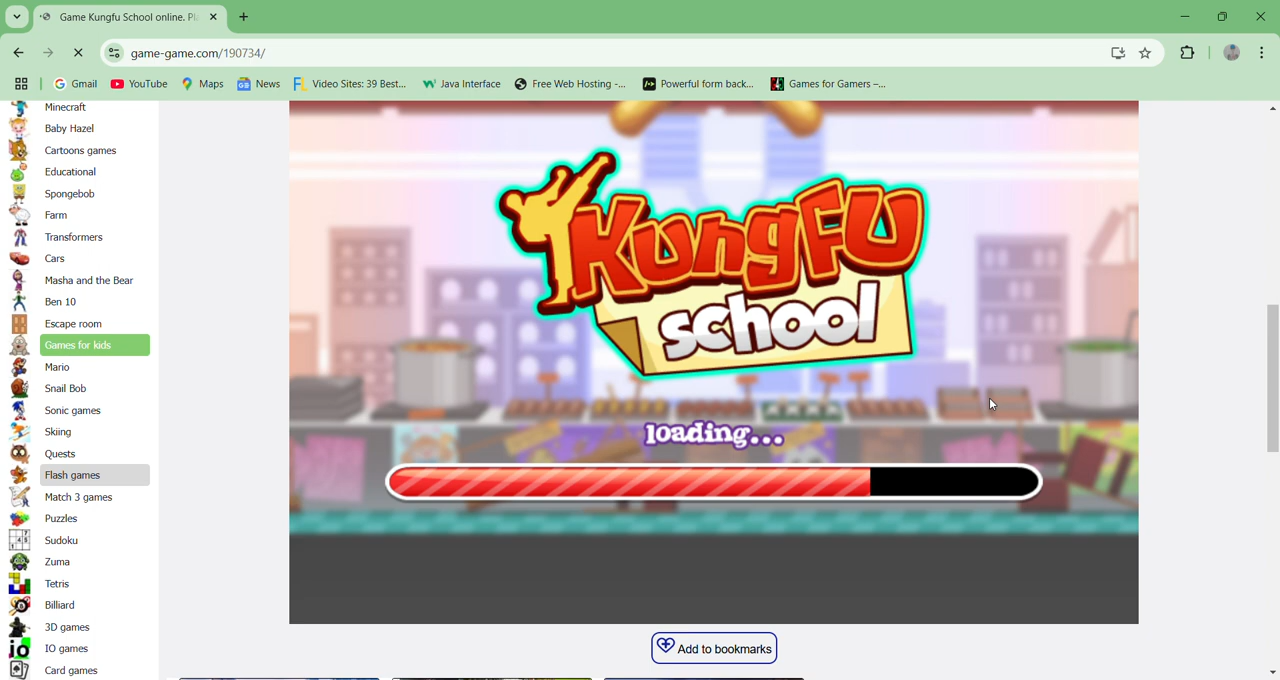 Game Kungfu School online. Pl
game-game.com/190734/
Gmail
YouTube
Maps
News
Video Sites: 39 Best...
Java Interface
Free Web Hosting -...
Powerful form back...
Games for Gamers –...
Minecraft
Baby Hazel
Cartoons games
Educational
Spongebob
Farm
Transformers
Cars
Masha and the Bear
Ben 10
Escape room
Games for kids
Mario
Snail Bob
Sonic games
Skiing
Quests
Flash games
Match 3 games
Puzzles
Sudoku
Zuma
Tetris
Billiard
3D games
io IO games
Card games
KungFu
school
loading...
Add to bookmarks